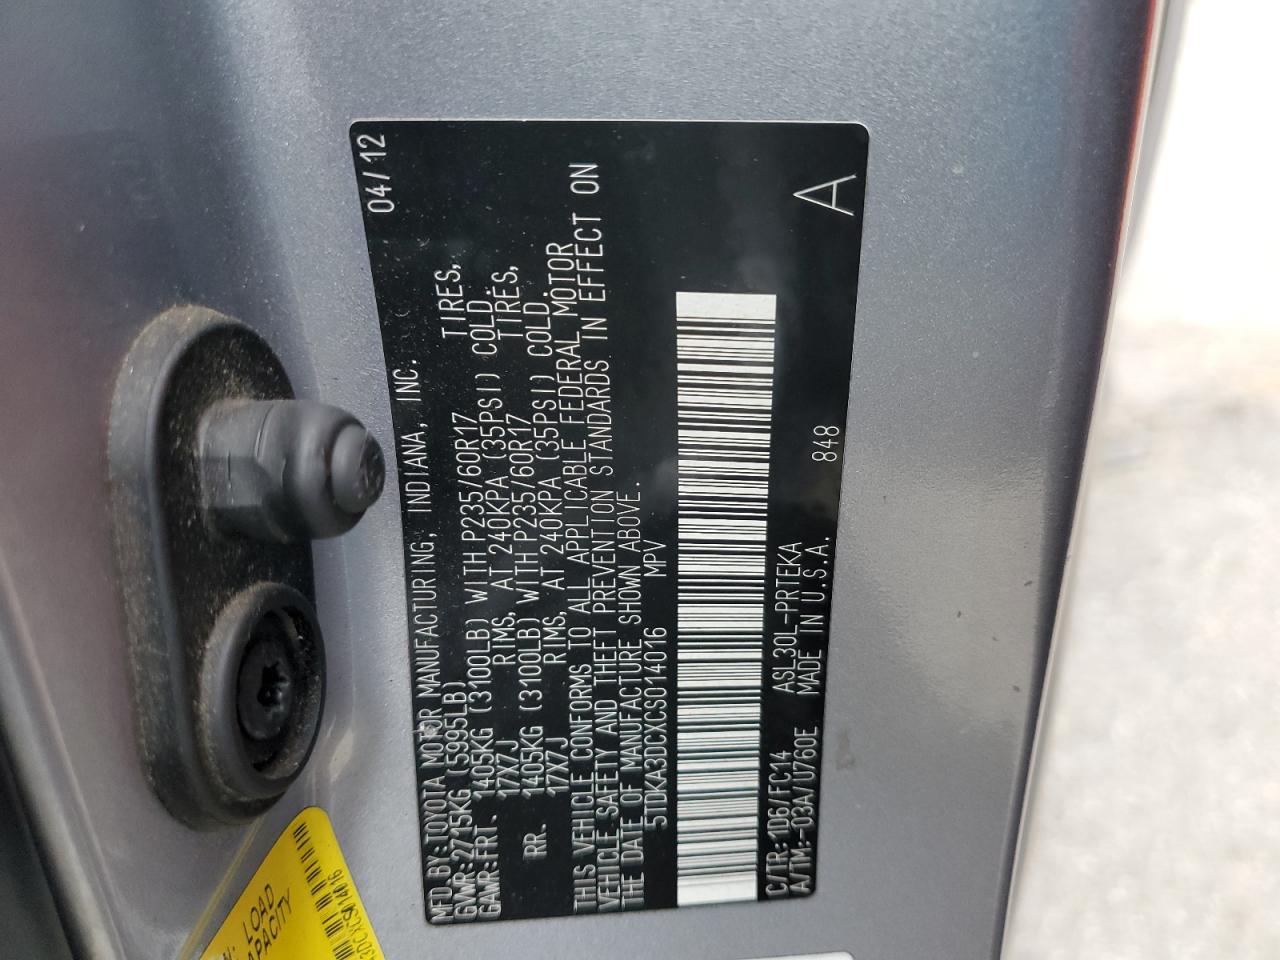 04/12
MFD BY:TOYOTA MOTOR MANUFACTURING, INDIANA, INC.
GVWR:2715KG (5995LB)
GAWR:FRT. 1405KG (3100LB) WITH P235/60R17 TIRES,
17X7J RIMS, AT 240KPA (35PSI) COLD.
RR. 1405KG (3100LB) WITH P235/60R17 TIRES,
17X7J RIMS, AT 240KPA (35PSI) COLD.
THIS VEHICLE CONFORMS TO ALL APPLICABLE FEDERAL MOTOR
VEHICLE SAFETY AND THEFT PREVENTION STANDARDS IN EFFECT ON
THE DATE OF MANUFACTURE SHOWN ABOVE.
5TDKA3DCXCS014016 MPV
C/TR:1D6/FC14 ASL30L-PRTEKA 848
A/TM:-03A/U760E MADE IN U.S.A.
A
LOAD
APACITY
3DCXCS014016